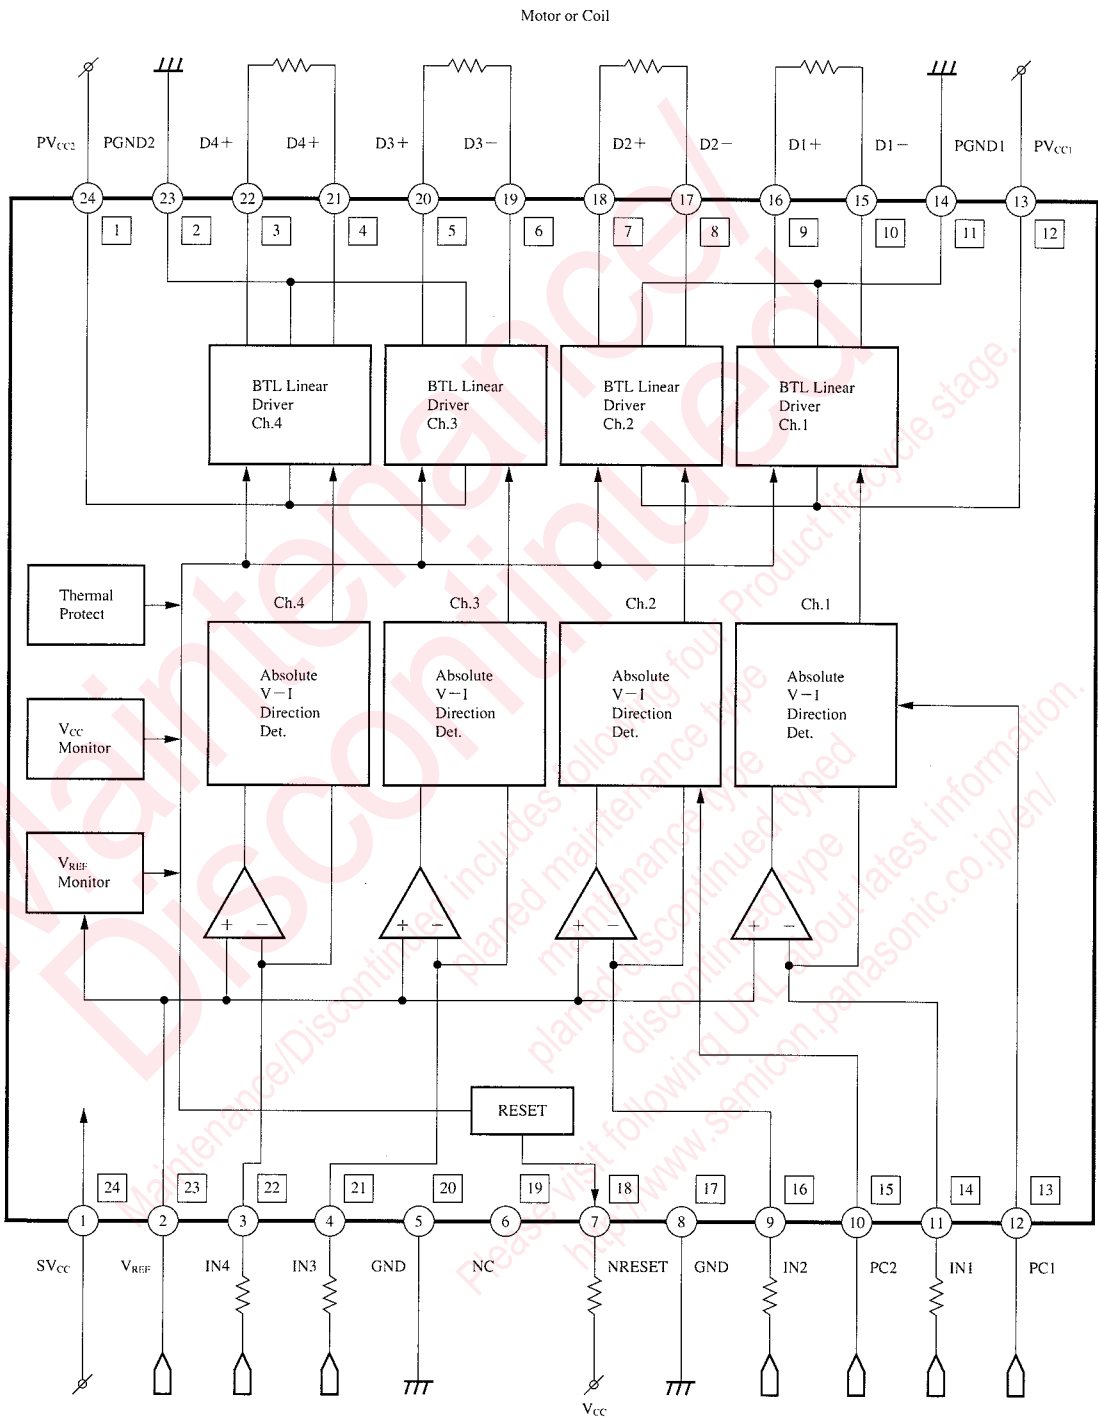 Motor or Coil
PVCC2 PGND2 D4+ D4+ D3+ D3− D2+ D2− D1+ D1− PGND1 PVCC1
24 23 22 21 20 19 18 17 16 15 14 13
1 2 3 4 5 6 7 8 9 10 11 12
BTL Linear
Driver
Ch.4
BTL Linear
Driver
Ch.3
BTL Linear
Driver
Ch.2
BTL Linear
Driver
Ch.1
Thermal
Protect
Ch.4 Ch.3 Ch.2 Ch.1
Absolute
V−I
Direction
Det.
Absolute
V−I
Direction
Det.
Absolute
V−I
Direction
Det.
Absolute
V−I
Direction
Det.
VCC
Monitor
VREF
Monitor
+ − + − + − + −
RESET
24 23 22 21 20 19 18 17 16 15 14 13
1 2 3 4 5 6 7 8 9 10 11 12
SVCC VREF IN4 IN3 GND NC NRESET GND IN2 PC2 IN1 PC1
VCC
Maintenance/
Discontinued
Maintenance/Discontinued includes following four Product lifecycle stage.
planed maintenance type
maintenance type
planed discontinued typed
discontinued type
Please visit following URL about latest information.
http://www.semicon.panasonic.co.jp/en/